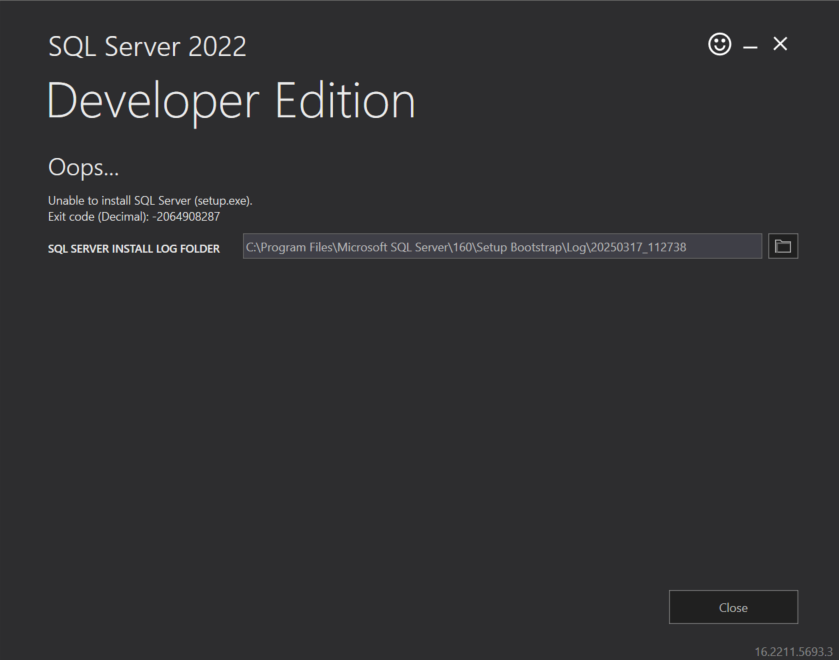 SQL Server 2022
Developer Edition
Oops...
Unable to install SQL Server (setup.exe).
Exit code (Decimal): -2064908287
SQL SERVER INSTALL LOG FOLDER C:\Program Files\Microsoft SQL Server\160\Setup Bootstrap\Log\20250317_112738
Close
16.2211.5693.3